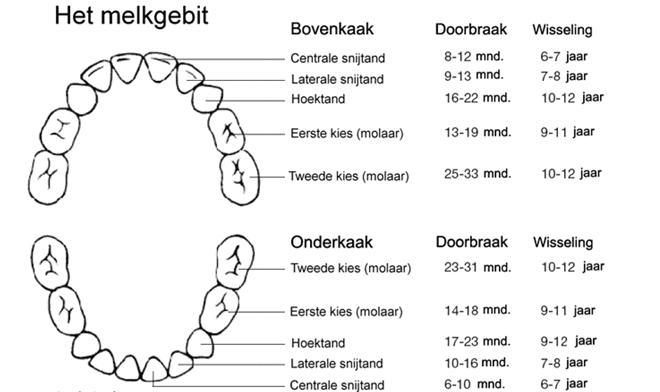 Het melkgebit
Bovenkaak Doorbraak Wisseling
Centrale snijtand 8-12 mnd. 6-7 jaar
Laterale snijtand 9-13 mnd. 7-8 jaar
Hoektand 16-22 mnd. 10-12 jaar
Eerste kies (molaar) 13-19 mnd. 9-11 jaar
Tweede kies (molaar) 25-33 mnd. 10-12 jaar
Onderkaak Doorbraak Wisseling
Tweede kies (molaar) 23-31 mnd. 10-12 jaar
Eerste kies (molaar) 14-18 mnd. 9-11 jaar
Hoektand 17-23 mnd. 9-12 jaar
Laterale snijtand 10-16 mnd. 7-8 jaar
Centrale snijtand 6-10 mnd. 6-7 jaar